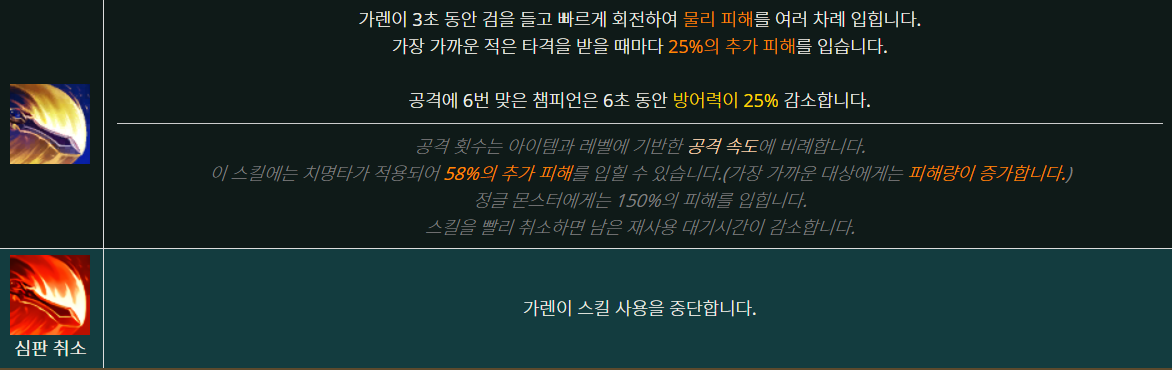 가렌이 3초 동안 검을 들고 빠르게 회전하여 물리 피해를 여러 차례 입힙니다.
가장 가까운 적은 타격을 받을 때마다 25%의 추가 피해를 입습니다.
공격에 6번 맞은 챔피언은 6초 동안 방어력이 25% 감소합니다.
공격 횟수는 아이템과 레벨에 기반한 공격 속도에 비례합니다.
이 스킬에는 치명타가 적용되어 58%의 추가 피해를 입힐 수 있습니다.(가장 가까운 대상에게는 피해량이 증가합니다.)
정글 몬스터에게는 150%의 피해를 입힙니다.
스킬을 빨리 취소하면 남은 재사용 대기시간이 감소합니다.
심판 취소
가렌이 스킬 사용을 중단합니다.